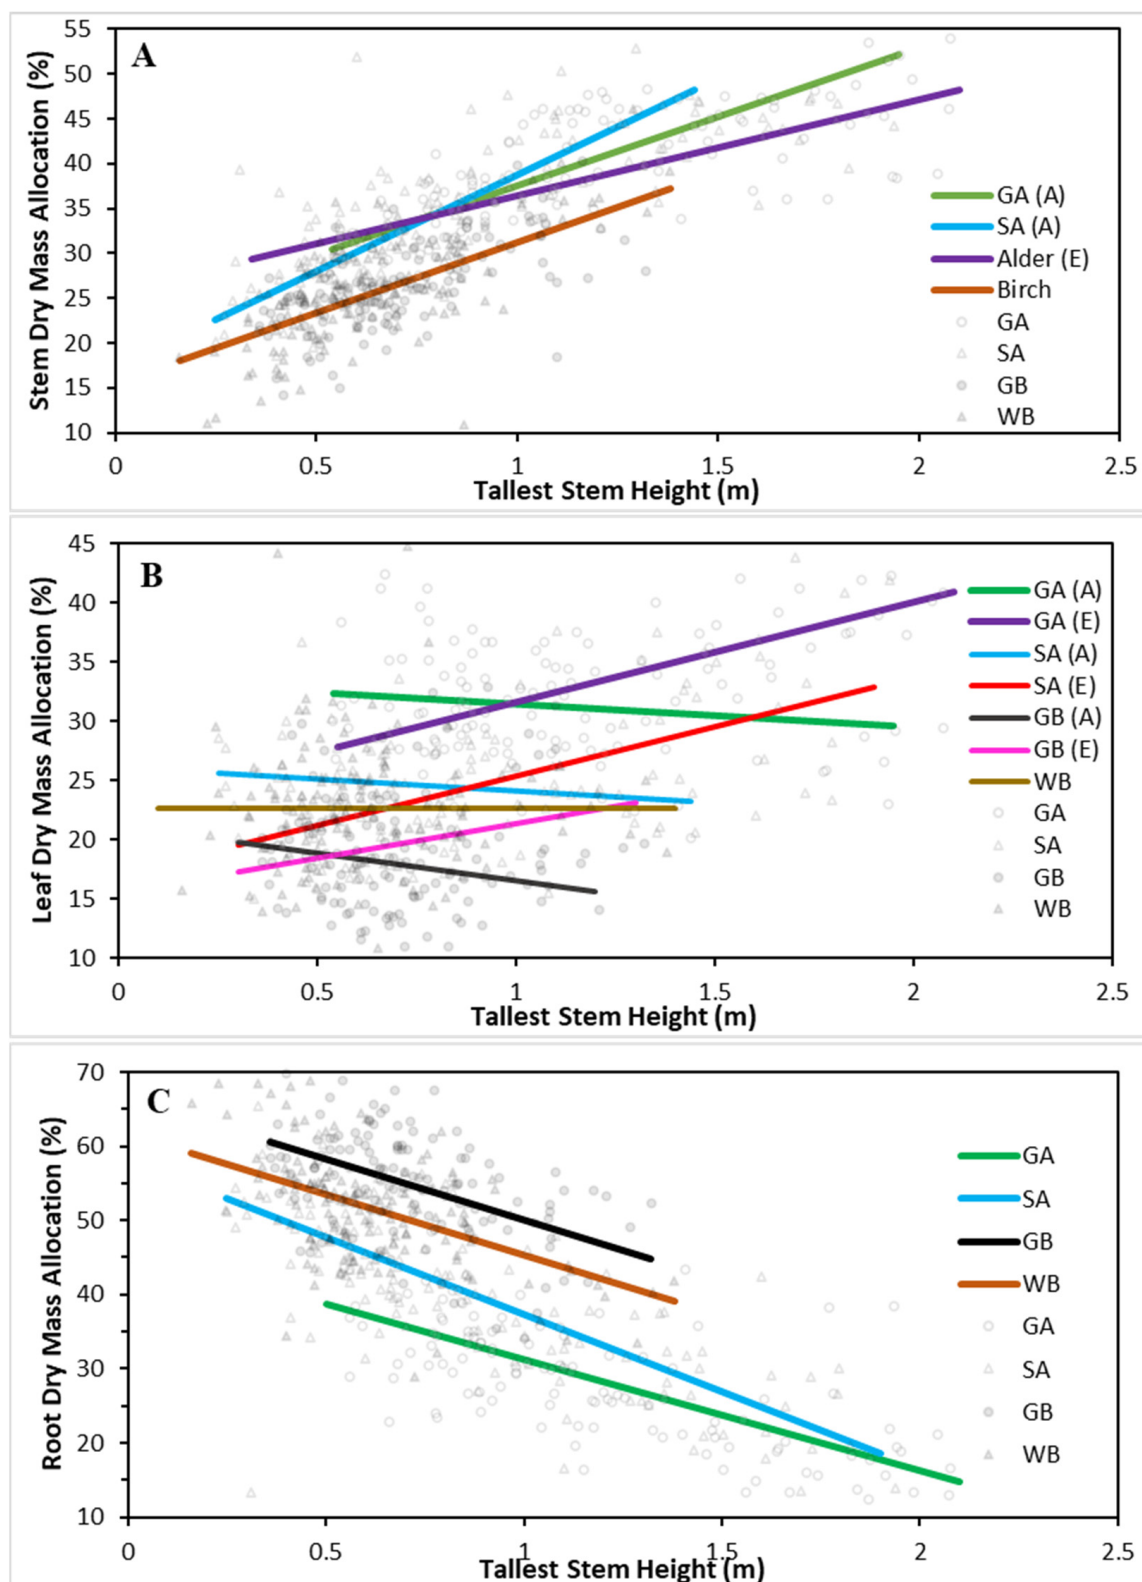 A
Stem Dry Mass Allocation (%)
55
50
45
40
35
30
25
20
15
10
GA (A)
SA (A)
Alder (E)
Birch
GA
SA
GB
WB
0 0.5 1 1.5 2 2.5
Tallest Stem Height (m)
B
Leaf Dry Mass Allocation (%)
45
40
35
30
25
20
15
10
GA (A)
GA (E)
SA (A)
SA (E)
GB (A)
GB (E)
WB
GA
SA
GB
WB
0 0.5 1 1.5 2 2.5
Tallest Stem Height (m)
C
Root Dry Mass Allocation (%)
70
60
50
40
30
20
10
GA
SA
GB
WB
GA
SA
GB
WB
0 0.5 1 1.5 2 2.5
Tallest Stem Height (m)